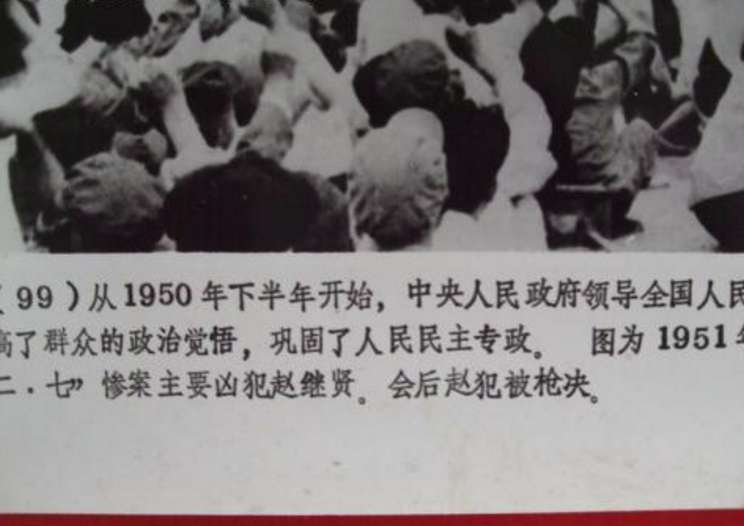 (99)从1950年下半年开始，中央人民政府领导全国人民
高了群众的政治觉悟，巩固了人民民主专政。 图为1951年
二·七”惨案主要凶犯赵继贤。会后赵犯被枪决。